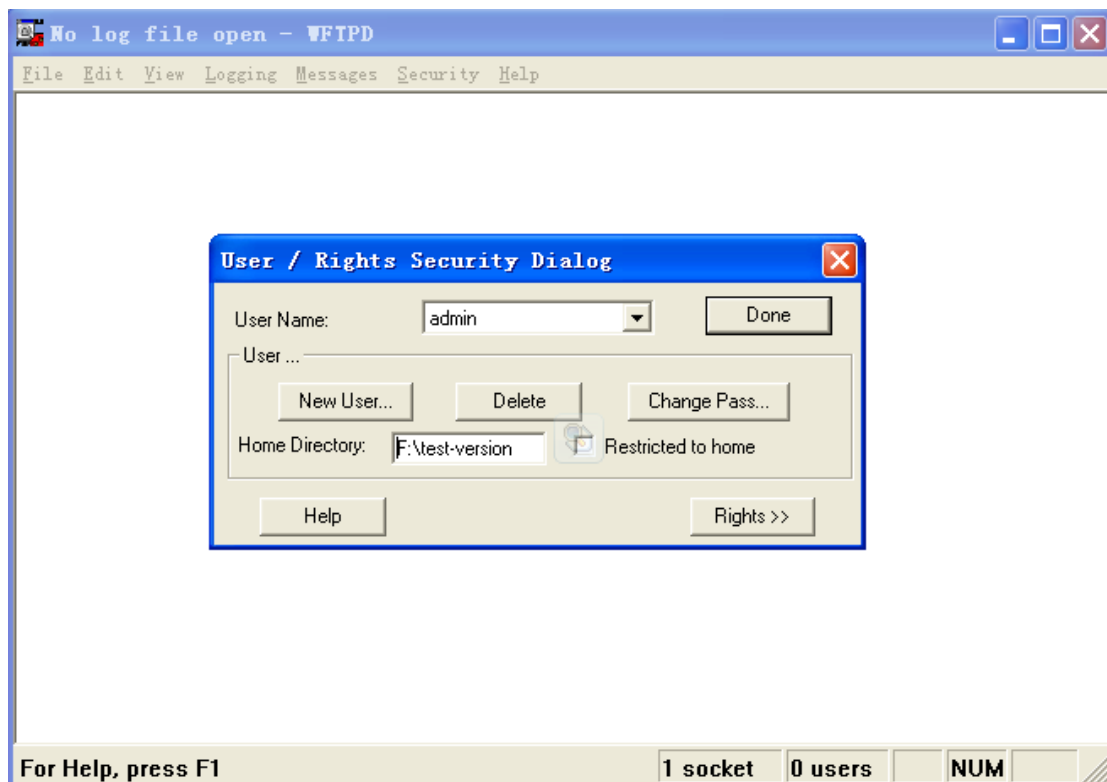 No log file open - WFTPD
File Edit View Logging Messages Security Help
User / Rights Security Dialog
User Name: admin Done
User ...
New User... Delete Change Pass...
Home Directory: F:\test-version Restricted to home
Help Rights >>
For Help, press F1 1 socket 0 users NUM